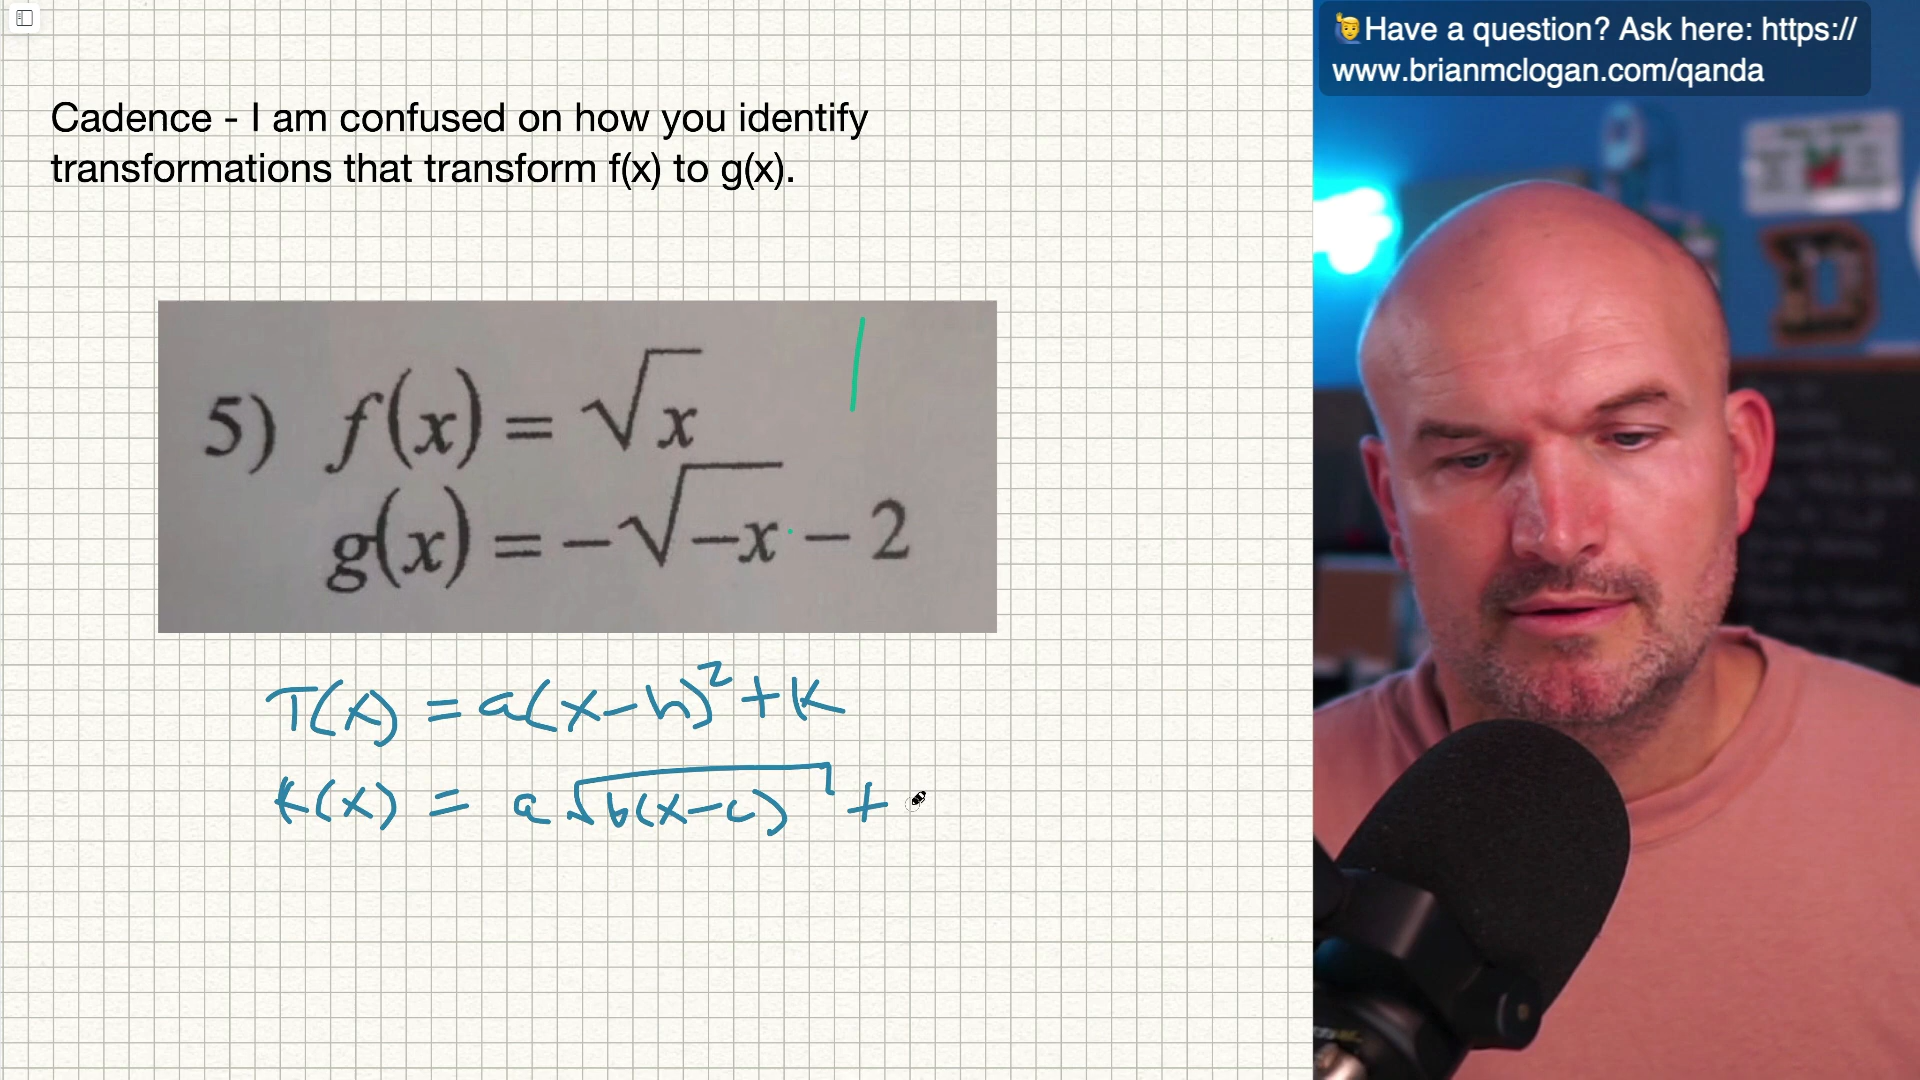 🙋‍♂️Have a question? Ask here: https://
www.brianmclogan.com/qanda
Cadence - I am confused on how you identify
transformations that transform f(x) to g(x).
5) f(x) = √x
g(x) = -√-x - 2
T(x) = a(x-h)² + k
k(x) = a√b(x-c) +